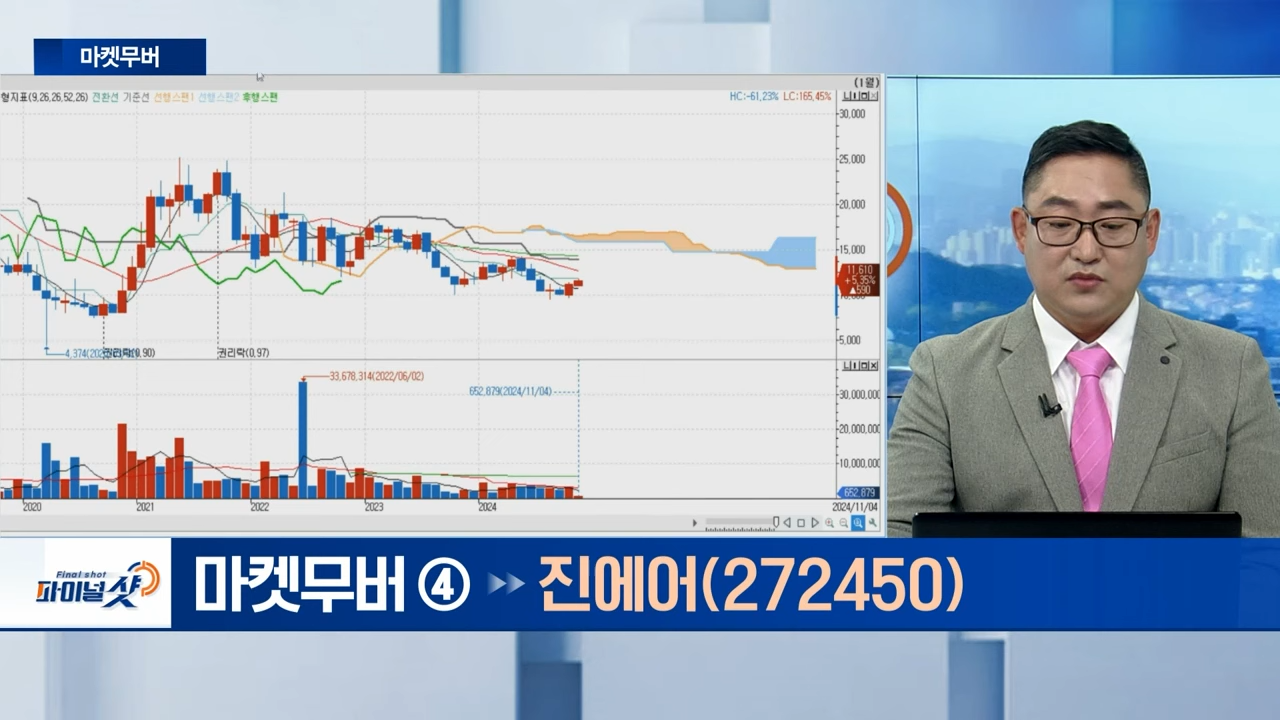 마켓무버
(1월)
형지표(9,26,26,52,26) 전환선 기준선 선행스팬1 선행스팬2 후행스팬
HC:-61,23% LC:165,45%
30,000
25,000
20,000
15,000
11,610
+5,35%
▲590
10,000
5,000
권리락(0,90)
권리락(0,97)
33,678,314(2022/06/02)
652,879(2024/11/04)
30,000,000
20,000,000
10,000,000
652,879
2020 2021 2022 2023 2024 2024/11/04
Final shot
파이널샷
마켓무버 ④ 진에어(272450)